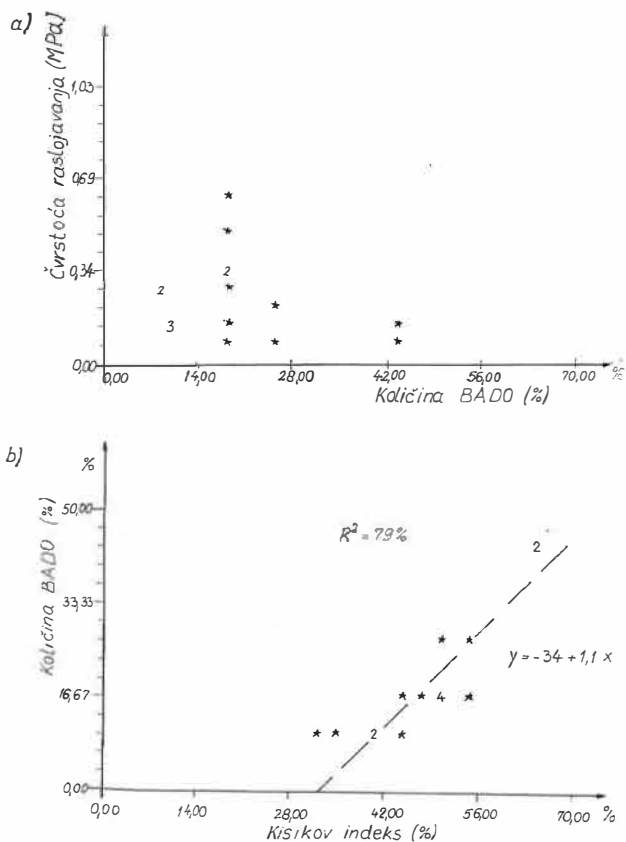 a)
Čvrstoća raslojavanja (MPa)
1,03
0,69
0,34
0,00
2
3
2
0,00 14,00 28,00 42,00 56,00 70,00 %
Količina BADO (%)
b)
%
Količina BADO (%)
50,00
33,33
16,67
0,00
R² = 79%
2
y = -34 + 1,1 x
4
2
0,00 14,00 28,00 42,00 56,00 70,00 %
Kisikov indeks (%)